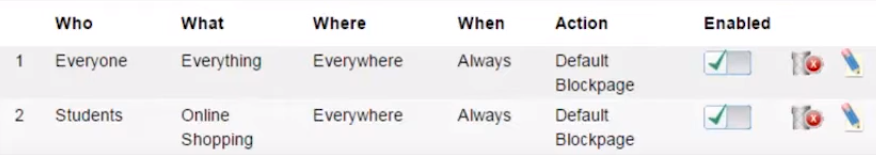 Who What Where When Action Enabled
1 Everyone Everything Everywhere Always Default
Blockpage
2 Students Online Everywhere Always Default
Shopping Blockpage